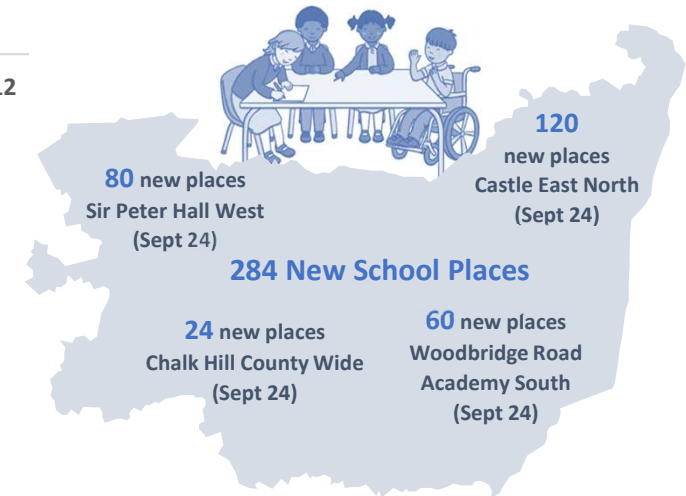 120
new places
Castle East North
(Sept 24)
80 new places
Sir Peter Hall West
(Sept 24)
284 New School Places
24 new places
Chalk Hill County Wide
(Sept 24)
60 new places
Woodbridge Road
Academy South
(Sept 24)